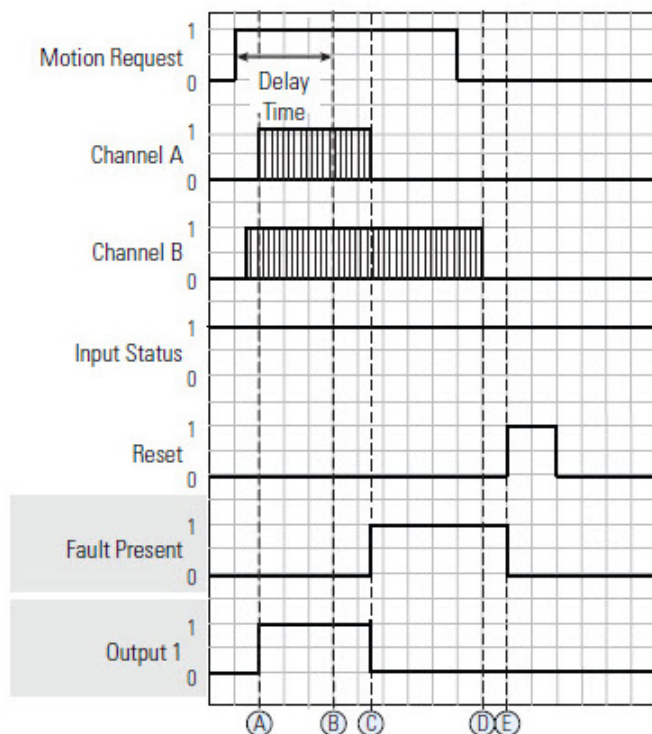 1
Motion Request
0
Delay
Time
1
Channel A
0
1
Channel B
0
1
Input Status
0
1
Reset
0
1
Fault Present
0
1
Output 1
0
A B C D E